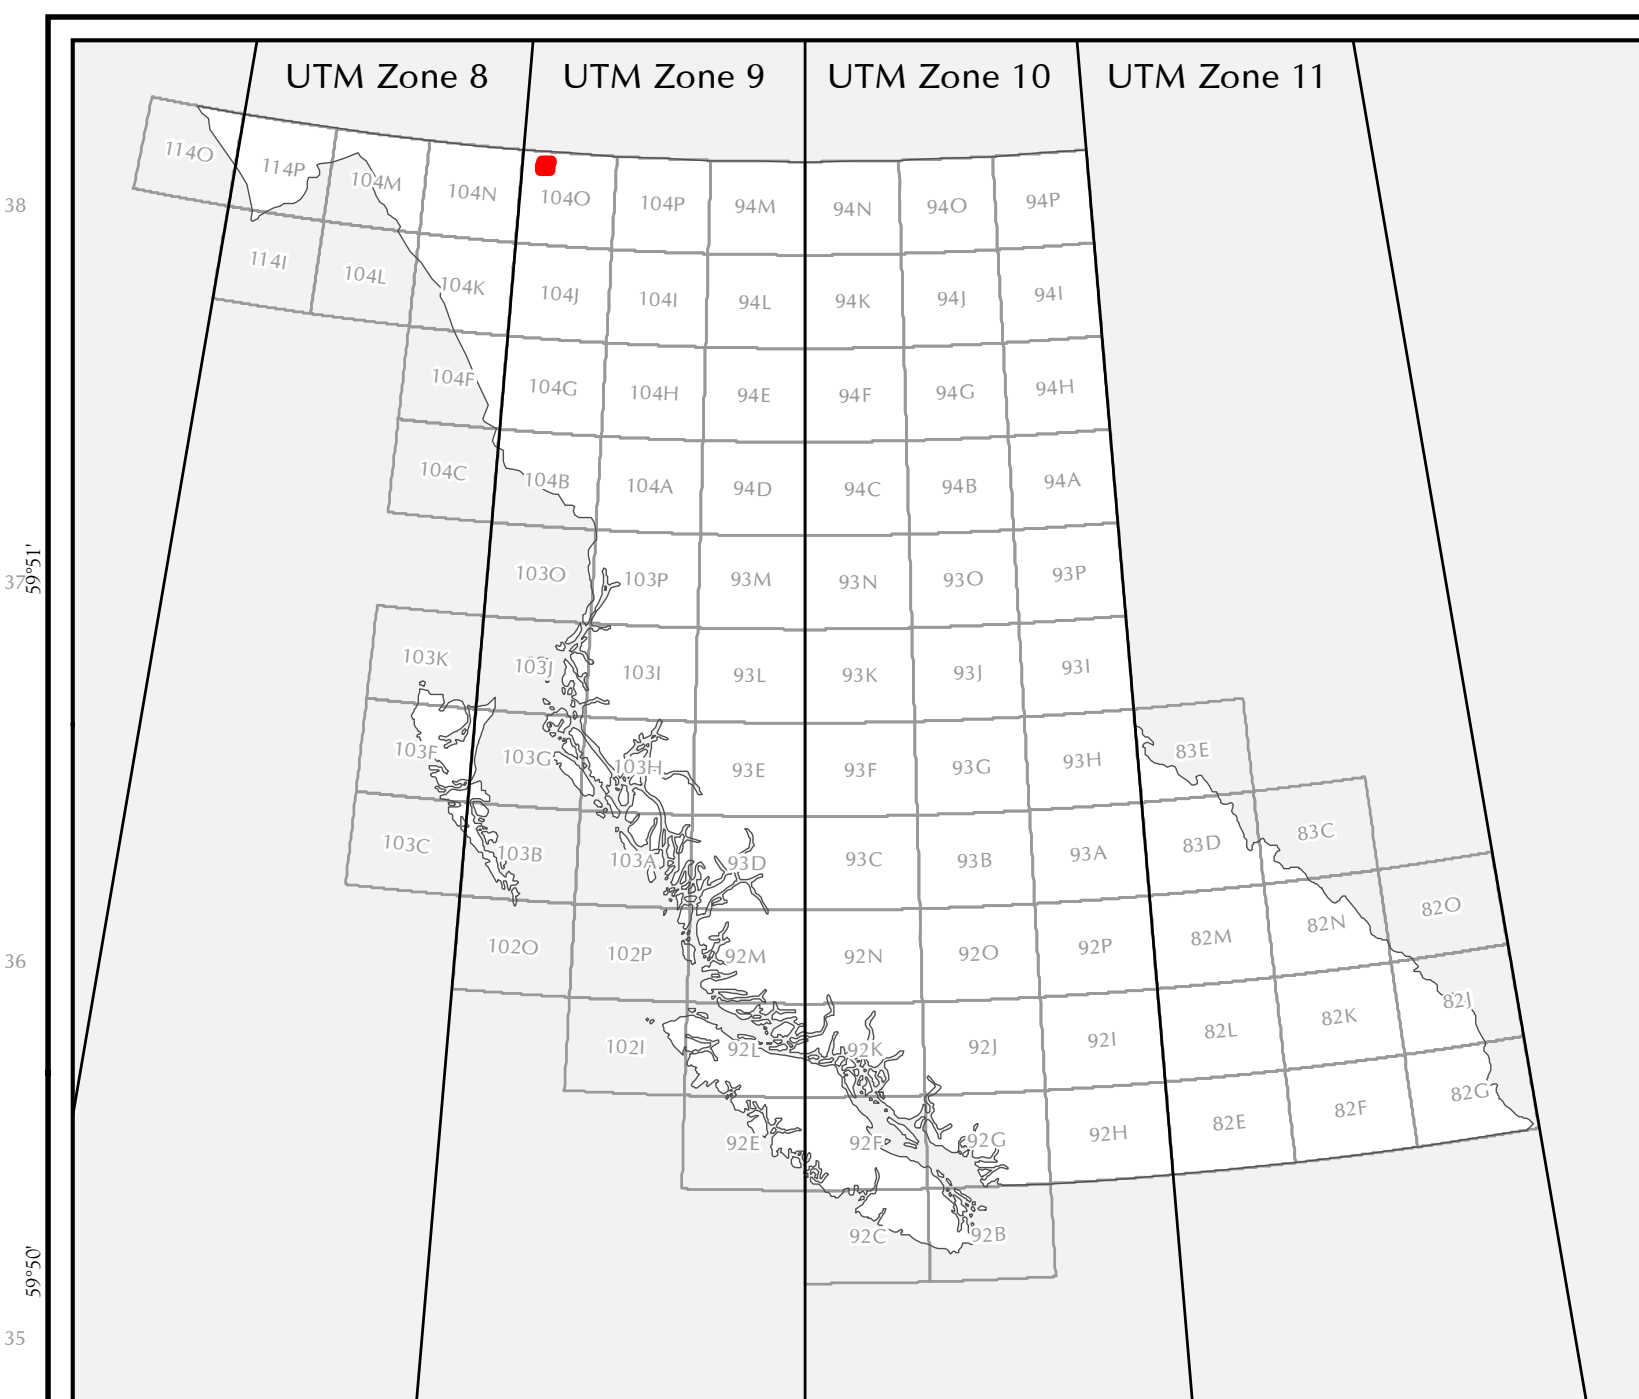 UTM Zone 8 UTM Zone 9 UTM Zone 10 UTM Zone 11
114O 114P 104M 104N 104O 104P 94M 94N 94O 94P
38
114I 104L 104K 104J 104I 94L 94K 94J 94I
104F 104G 104H 94E 94F 94G 94H
104C 104B 104A 94D 94C 94B 94A
37
59°51'
103O 103P 93M 93N 93O 93P
103K 103J 103I 93L 93K 93J 93I
103F 103G 103H 93E 93F 93G 93H 83E
103C 103B 103A 93D 93C 93B 93A 83D 83C
36
102O 102P 92M 92N 92O 92P 82M 82N 82O
102I 92L 92K 92J 92I 82L 82K 82J
92E 92F 92G 92H 82E 82F 82G
59°50'
92C 92B
35